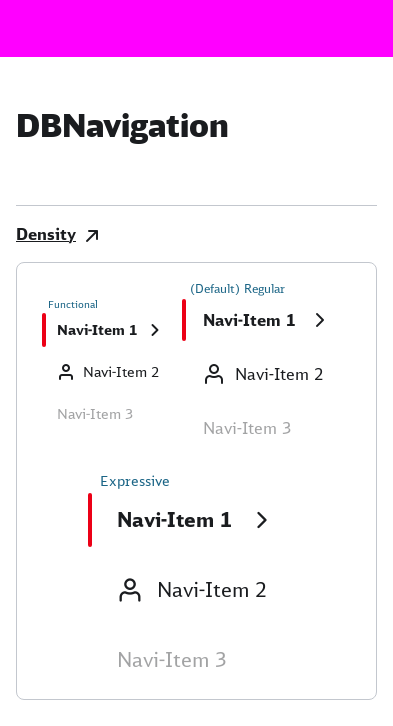 DBNavigation
Density
Functional
Navi-Item 1
Navi-Item 2
Navi-Item 3
(Default) Regular
Navi-Item 1
Navi-Item 2
Navi-Item 3
Expressive
Navi-Item 1
Navi-Item 2
Navi-Item 3